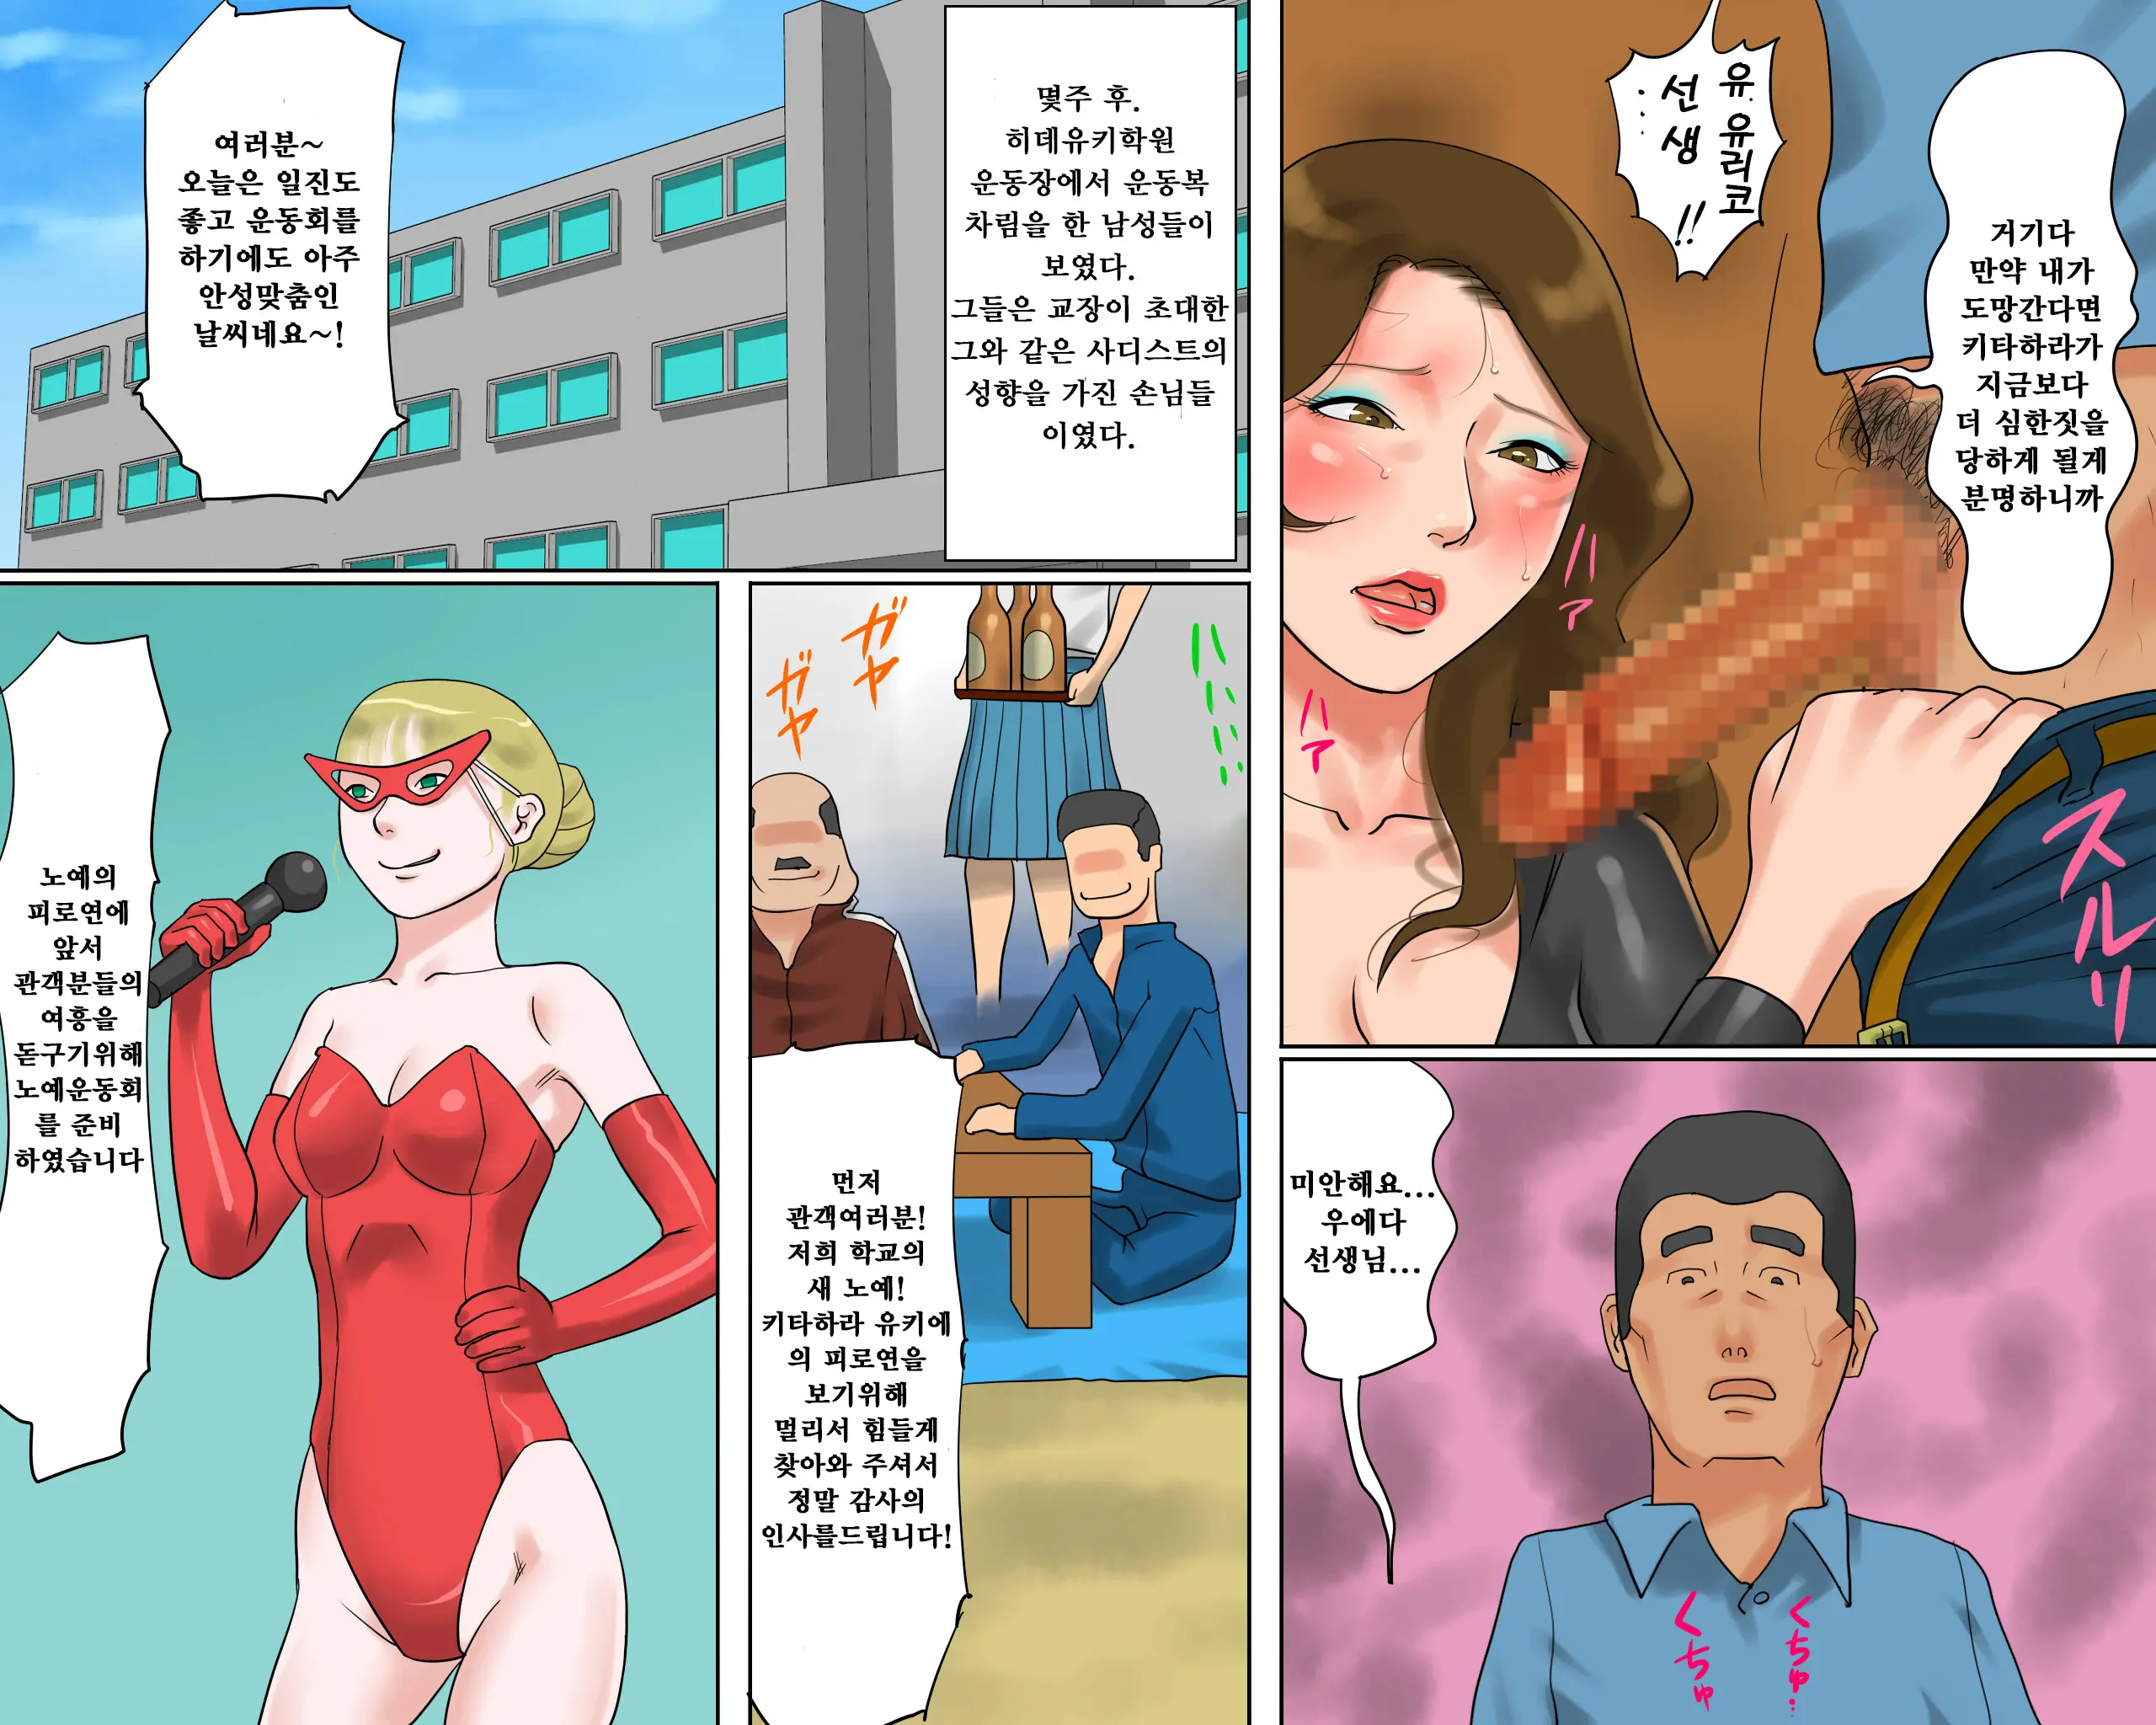 거기다
만약 내가
도망간다면
키타하라가
지금보다
더 심한짓을
당하게 될게
분명하니까
유.유리코
선생!!
ハァ
ハァ
スルリ
미안해요...
우에다
선생님...
くちゅ…
くちゅ
몇주 후.
히데유키학원
운동장에서 운동복
차림을 한 남성들이
보였다.
그들은 교장이 초대한
그와 같은 사디스트의
성향을 가진 손님들
이였다.
여러분~
오늘은 일진도
좋고 운동회를
하기에도 아주
안성맞춤인
날씨네요~!
ガヤ
ガヤ
먼저
관객여러분!
저희 학교의
새 노예!
키타하라 유키에
의 피로연을
보기위해
멀리서 힘들게
찾아와 주셔서
정말 감사의
인사를드립니다!
노예의
피로연에
앞서
관객분들의
여흥을
돋구기위해
노예운동회
를 준비
하였습니다